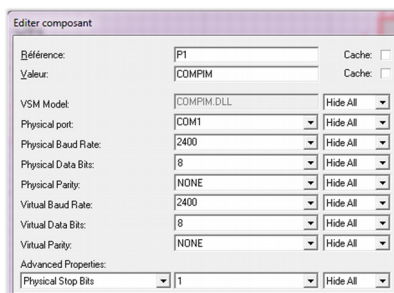 Editer composant
Référence: P1 Cache:
Valeur: COMPIM Cache:
VSM Model: COMPIM.DLL Hide All
Physical port: COM1 Hide All
Physical Baud Rate: 2400 Hide All
Physical Data Bits: 8 Hide All
Physical Parity: NONE Hide All
Virtual Baud Rate: 2400 Hide All
Virtual Data Bits: 8 Hide All
Virtual Parity: NONE Hide All
Advanced Properties:
Physical Stop Bits 1 Hide All